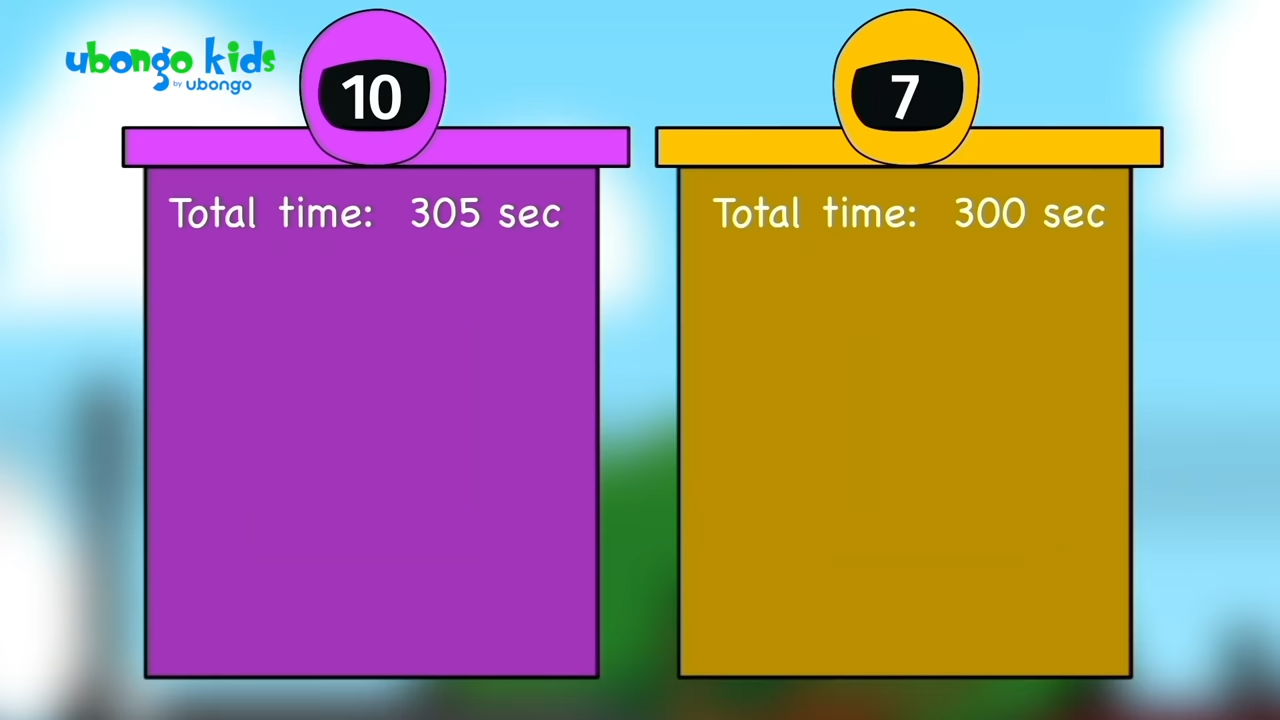 ubongo kids
by ubongo
10
7
Total time: 305 sec
Total time: 300 sec